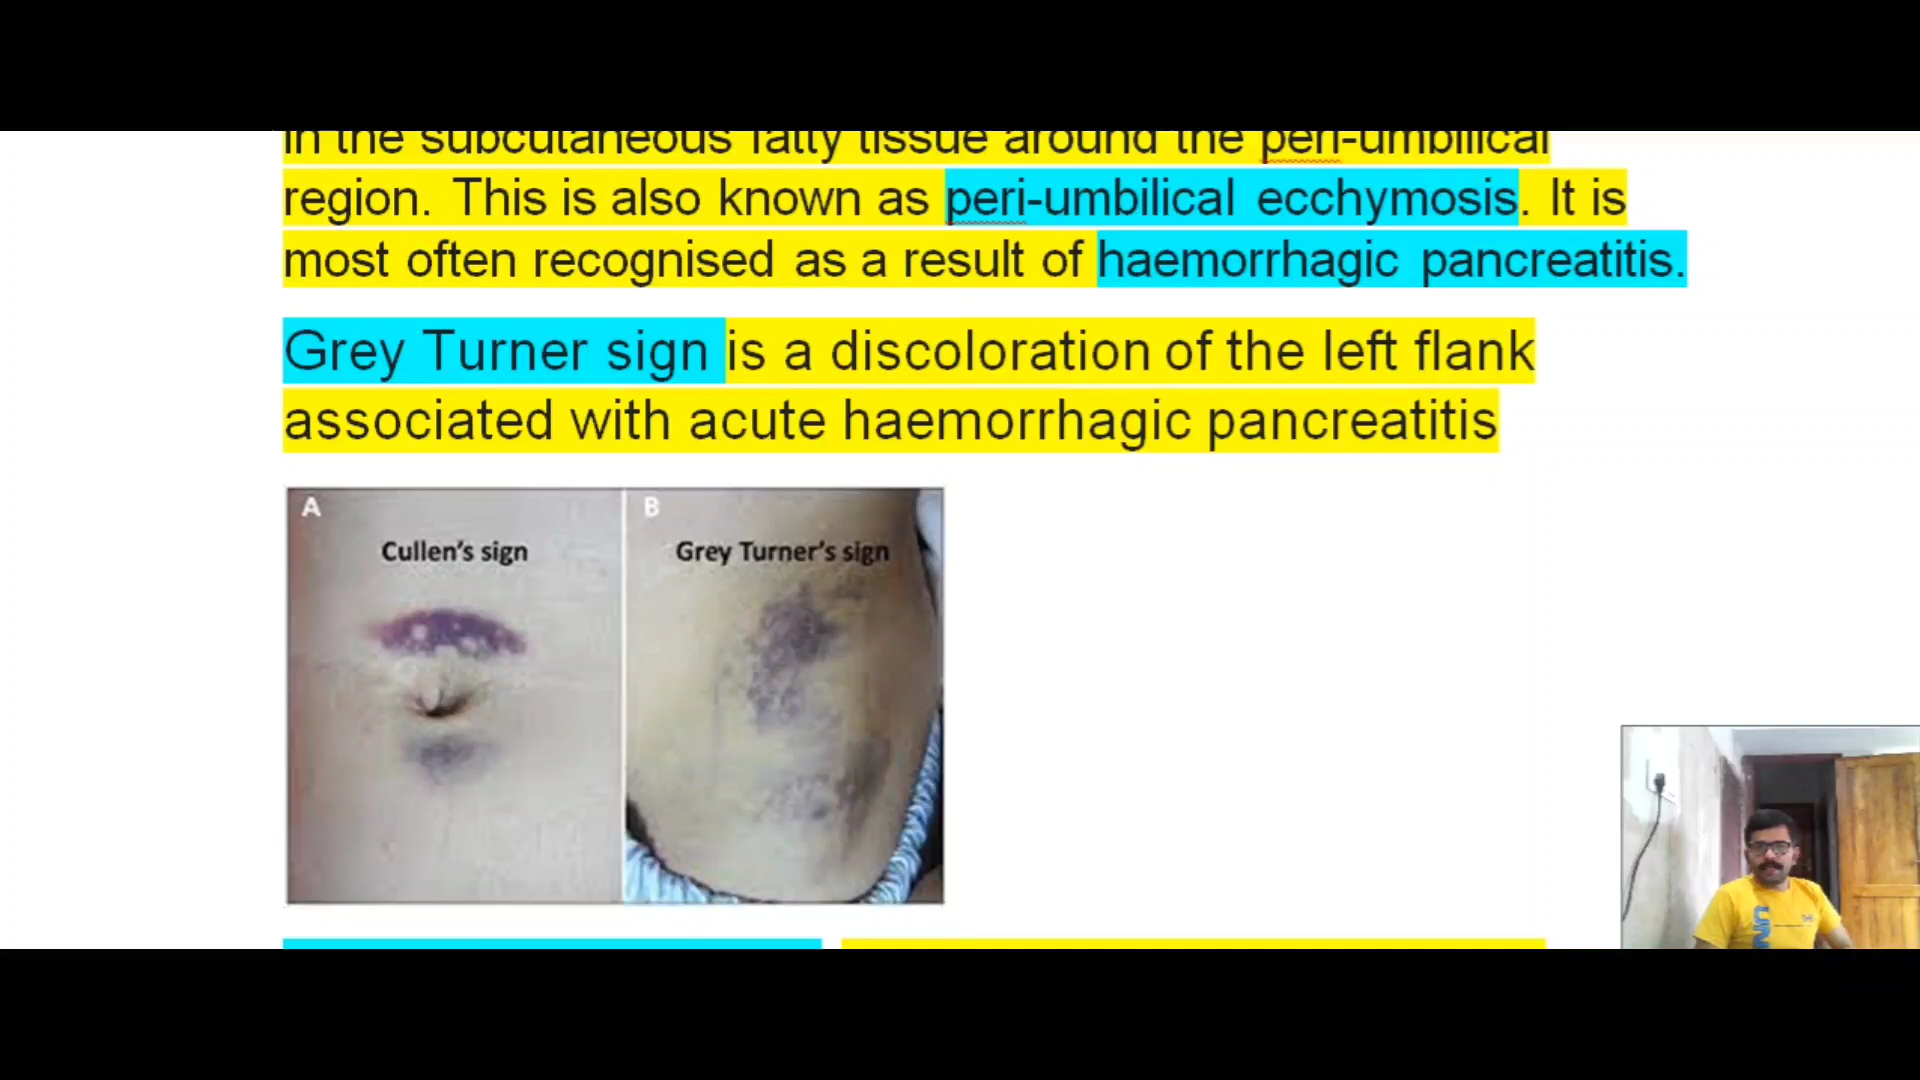 in the subcutaneous fatty tissue around the peri-umbilical
region. This is also known as peri-umbilical ecchymosis. It is
most often recognised as a result of haemorrhagic pancreatitis.
Grey Turner sign is a discoloration of the left flank
associated with acute haemorrhagic pancreatitis
A
B
Cullen's sign
Grey Turner's sign